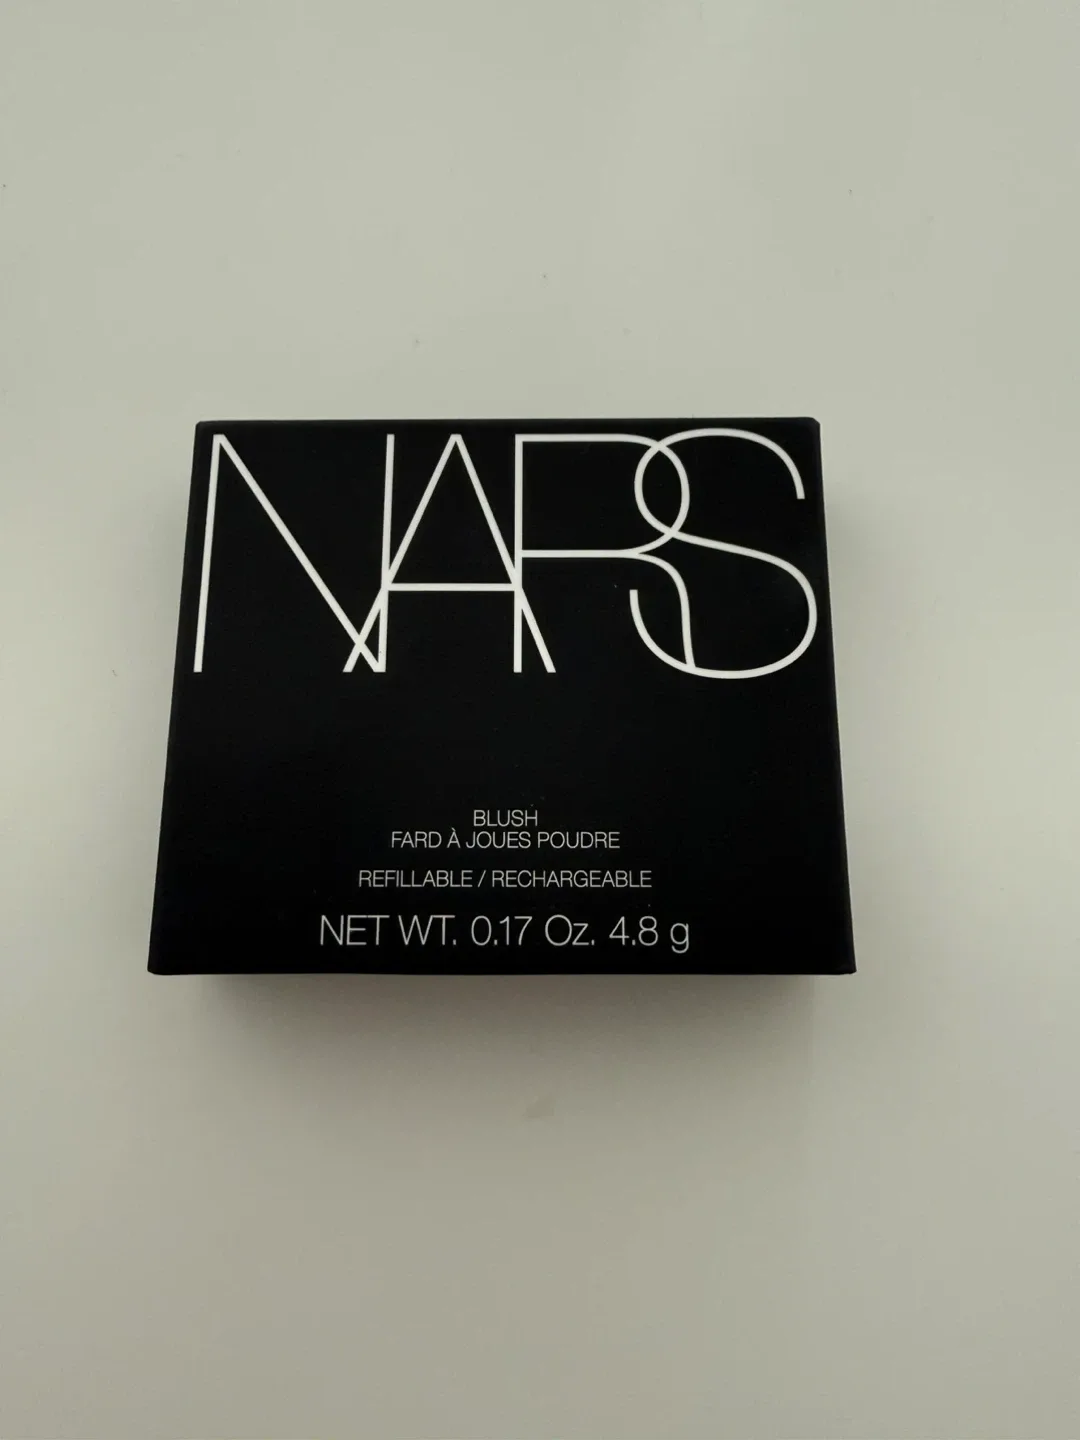 NARS
BLUSH
FARD À JOUES POUDRE
REFILLABLE / RECHARGEABLE
NET WT. 0.17 Oz. 4.8 g